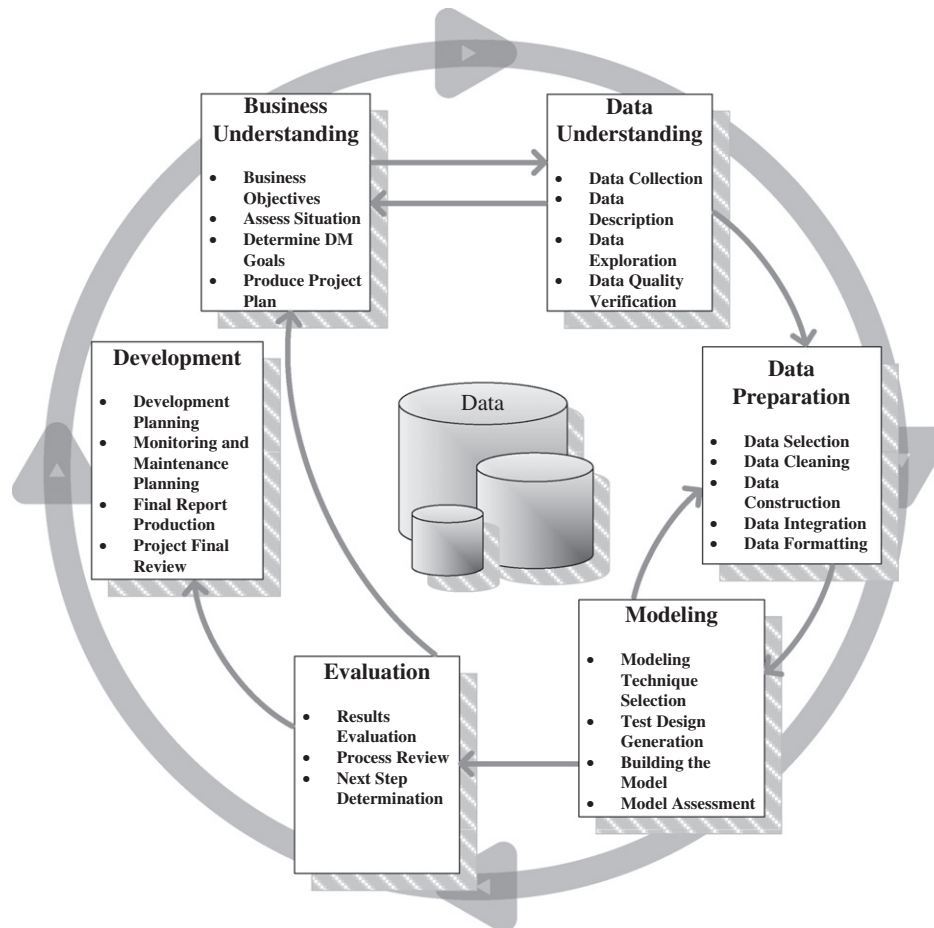 Business
Understanding
• Business
Objectives
• Assess Situation
• Determine DM
Goals
• Produce Project
Plan
Data
Understanding
• Data Collection
• Data
Description
• Data
Exploration
• Data Quality
Verification
Development
• Development
Planning
• Monitoring and
Maintenance
Planning
• Final Report
Production
• Project Final
Review
Data
Data
Preparation
• Data Selection
• Data Cleaning
• Data
Construction
• Data Integration
• Data Formatting
Evaluation
• Results
Evaluation
• Process Review
• Next Step
Determination
Modeling
• Modeling
Technique
Selection
• Test Design
Generation
• Building the
Model
• Model Assessment